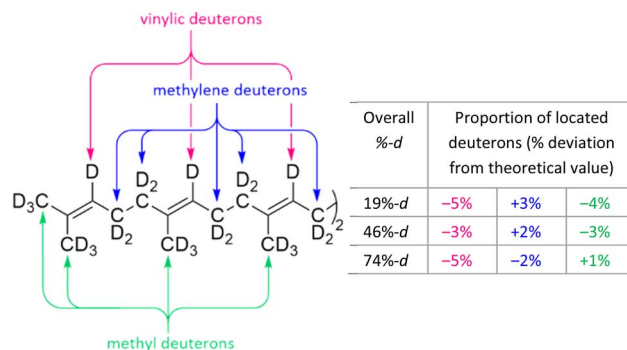 vinylic deuterons
methylene deuterons
D D D
D2 D2
D3C
D2 D2 D2
)2
CD3 CD3 CD3
methyl deuterons
Overall %-d Proportion of located deuterons (% deviation from theoretical value)
19%-d –5% +3% –4%
46%-d –3% +2% –3%
74%-d –5% –2% +1%